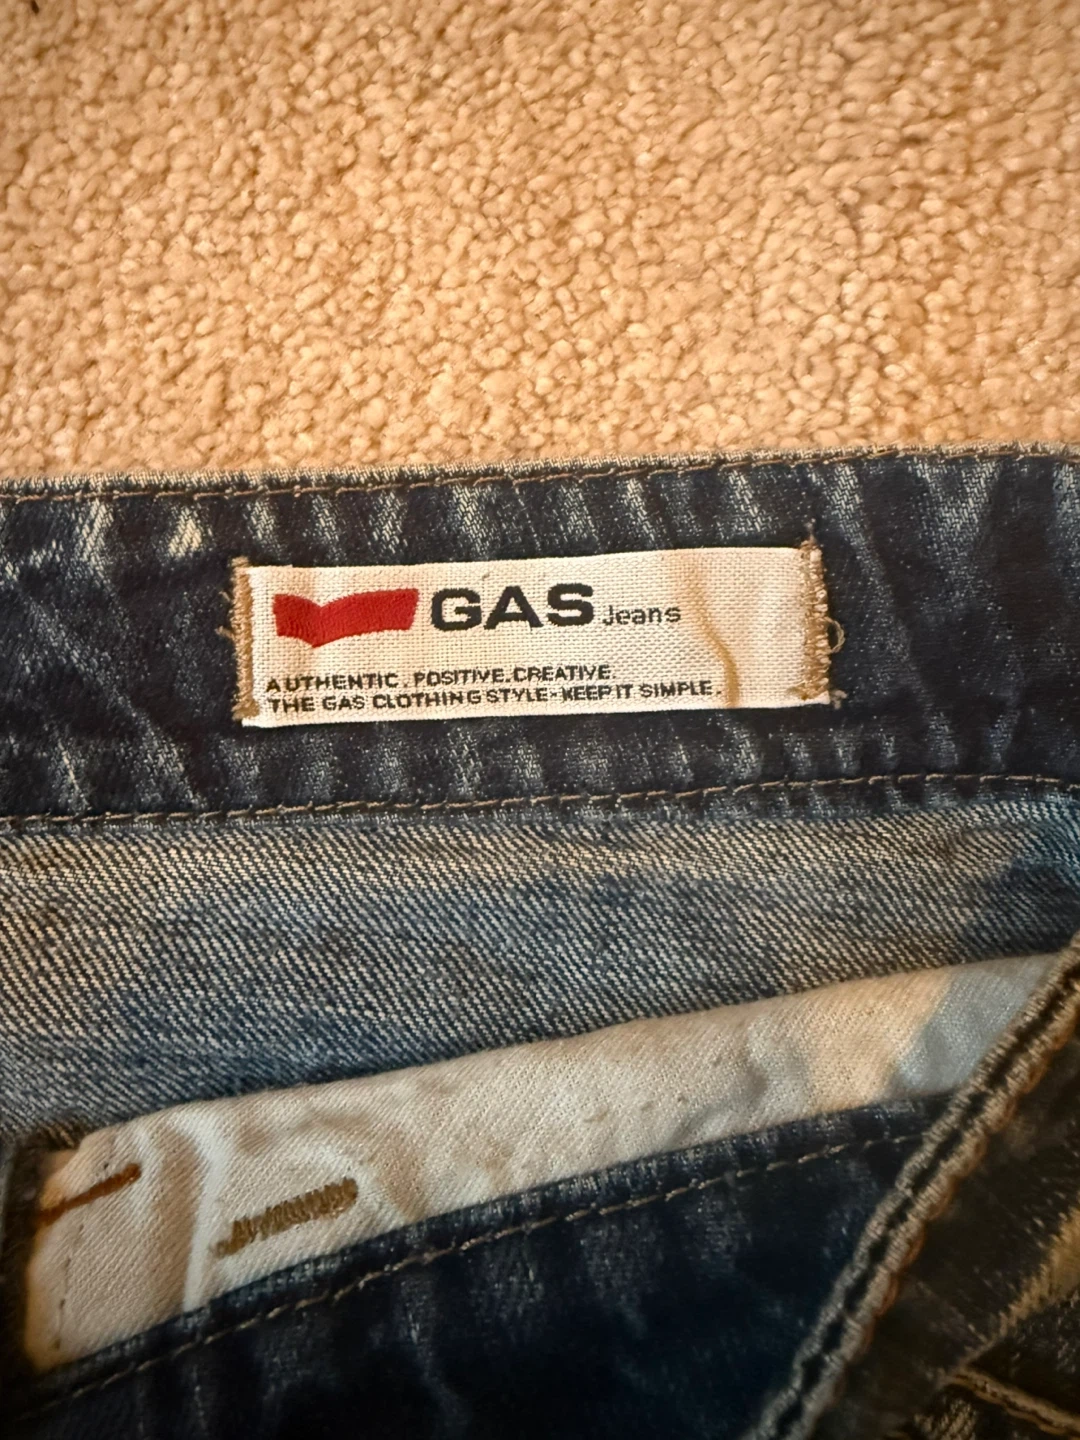 GAS Jeans
AUTHENTIC . POSITIVE. CREATIVE.
THE GAS CLOTHING STYLE-KEEP IT SIMPLE.